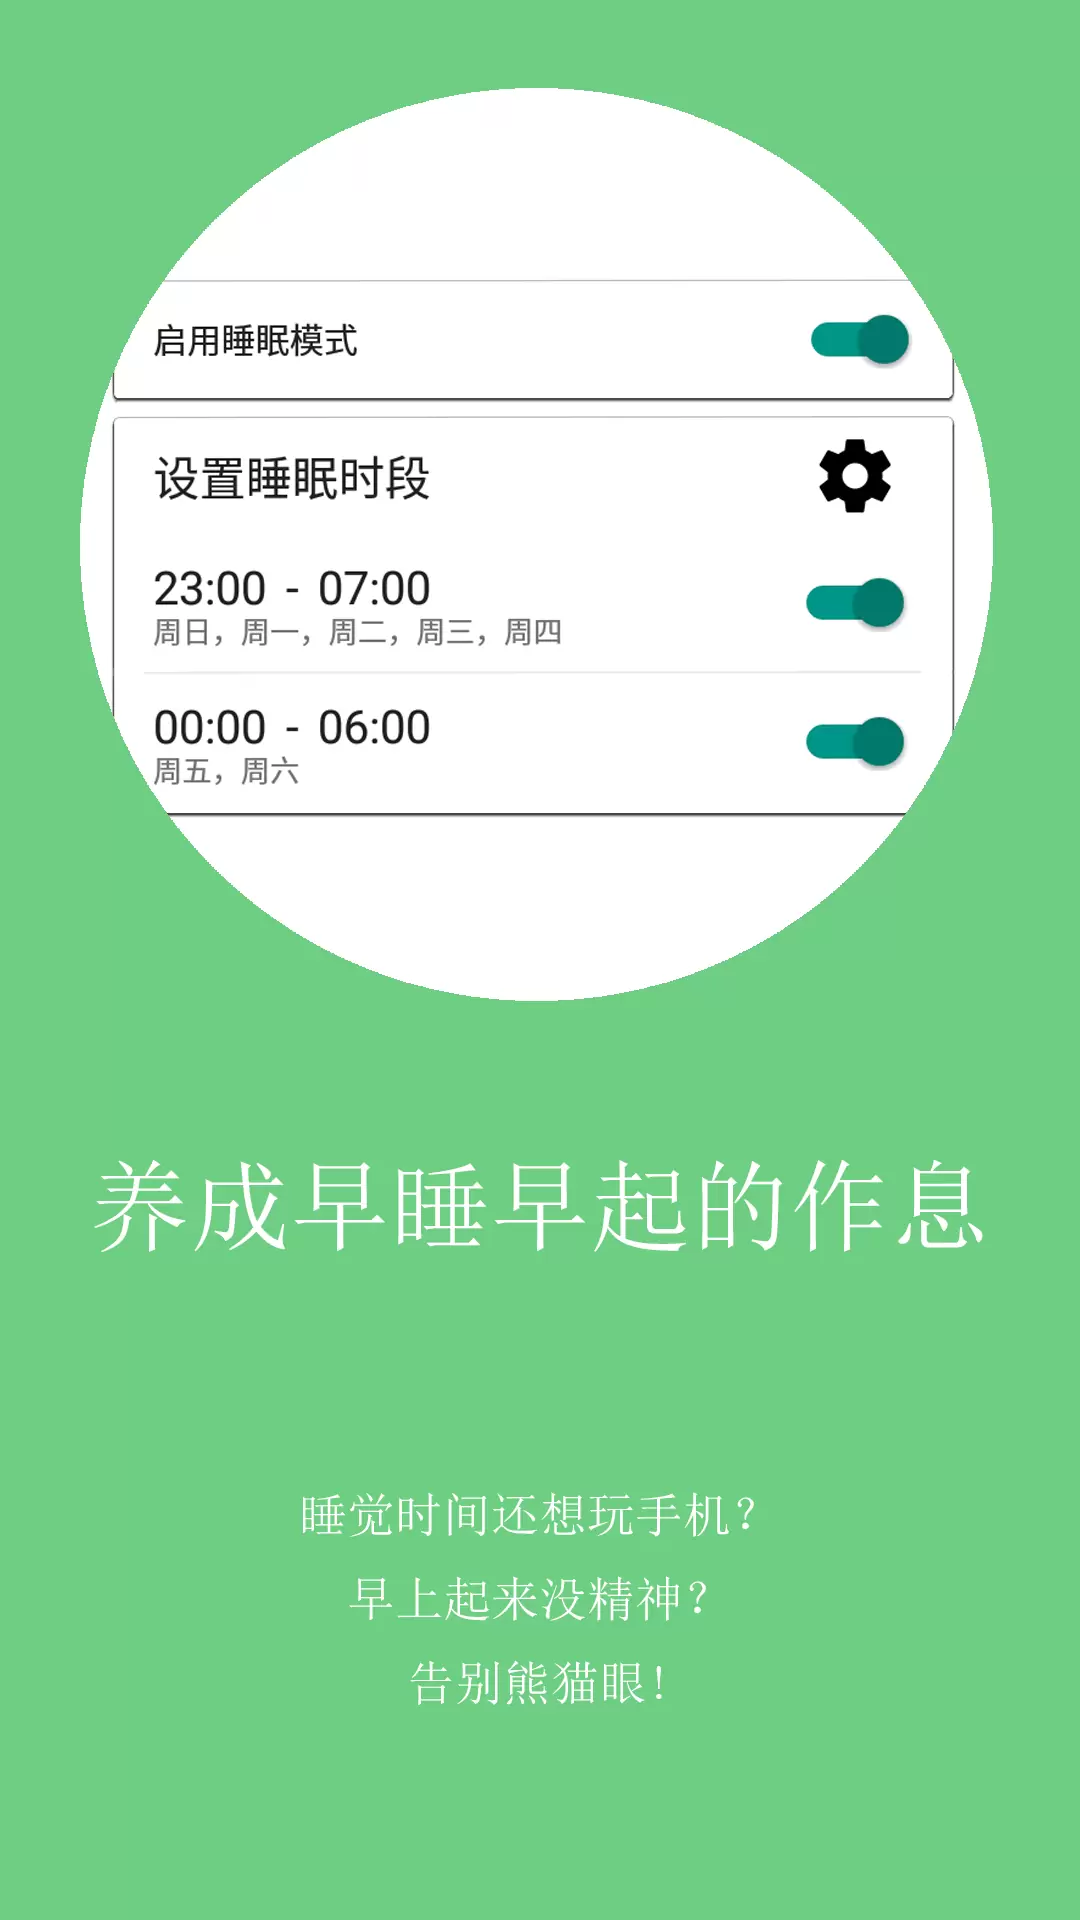 启用睡眠模式
设置睡眠时段
23:00 - 07:00
周日，周一，周二，周三，周四
00:00 - 06:00
周五，周六
养成早睡早起的作息
睡觉时间还想玩手机？
早上起来没精神？
告别熊猫眼！